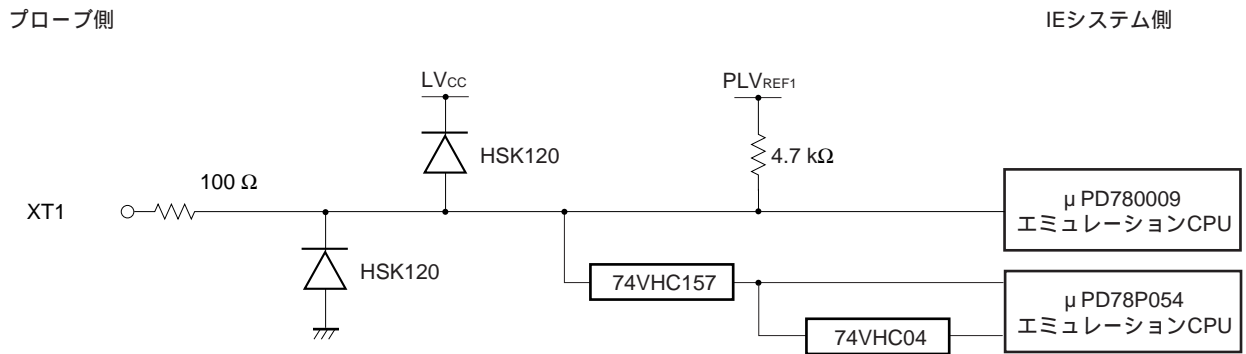 プローブ側
IEシステム側
LVCC
PLVREF1
HSK120
4.7 kΩ
100 Ω
XT1
μ PD780009
エミュレーションCPU
HSK120
74VHC157
μ PD78P054
エミュレーションCPU
74VHC04